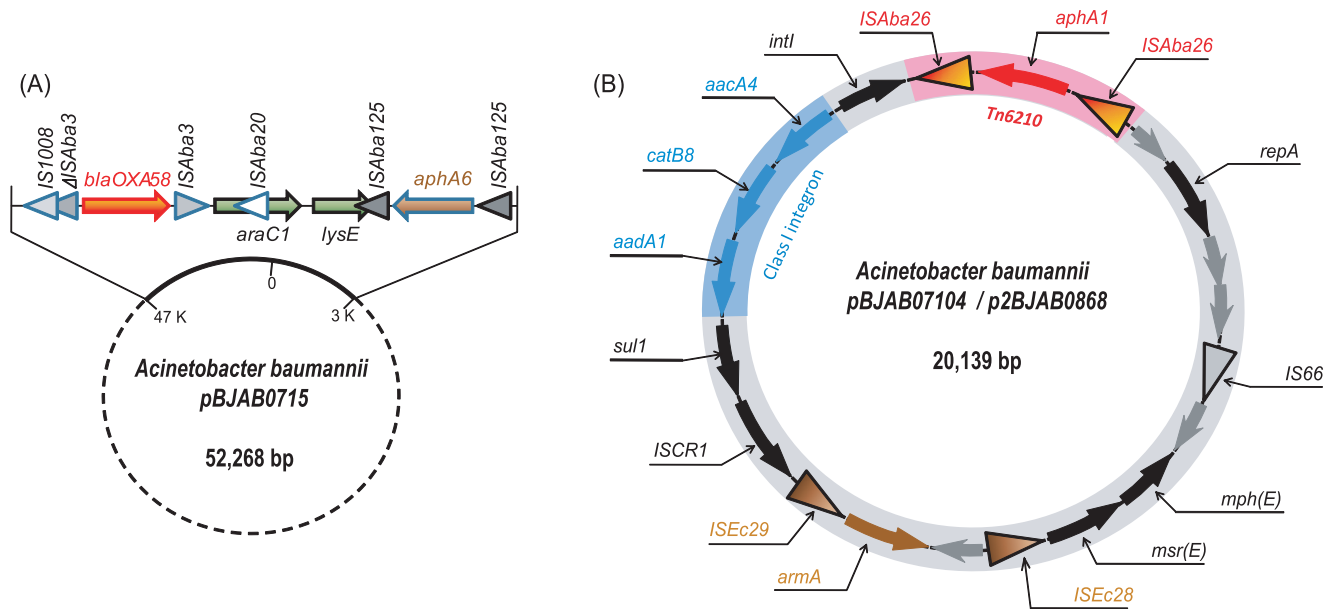 (A)
IS1008
ΔISAba3
blaOXA58
ISAba3
ISAba20
ISAba125
aphA6
ISAba125
araC1
lysE
0
47 K
3 K
Acinetobacter baumannii
pBJAB0715
52,268 bp
(B)
ISAba26
aphA1
ISAba26
intI
aacA4
Tn6210
repA
catB8
Class I integron
aadA1
Acinetobacter baumannii
pBJAB07104 / p2BJAB0868
20,139 bp
sul1
IS66
ISCR1
mph(E)
ISEc29
msr(E)
armA
ISEc28